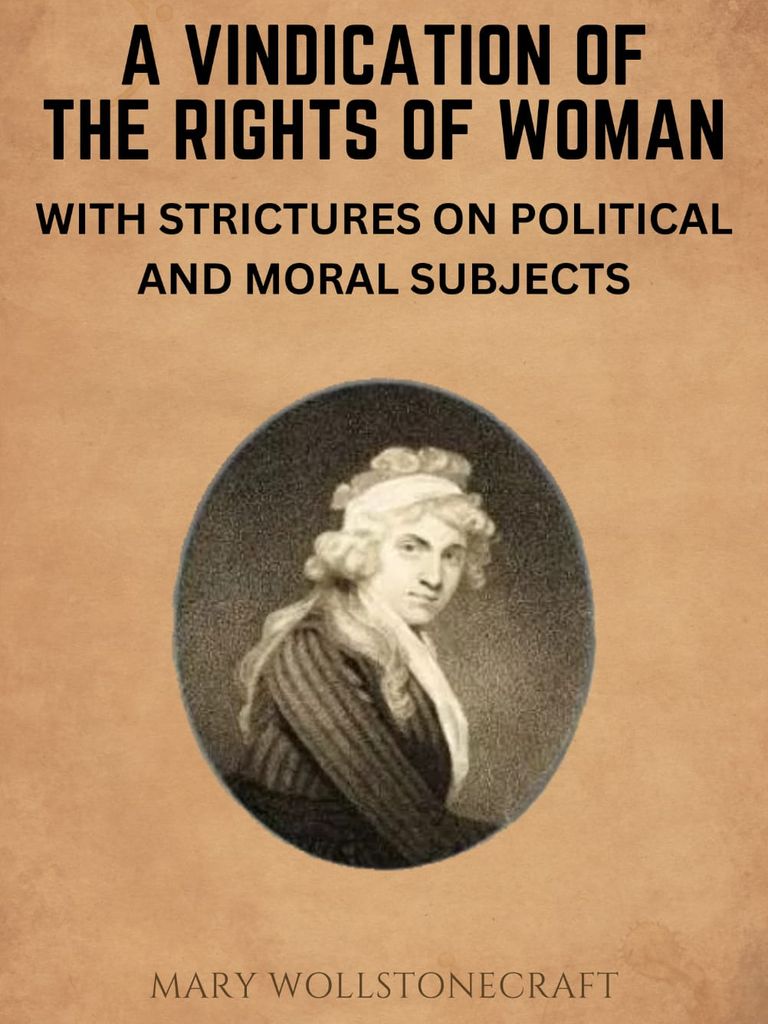 A VINDICATION OF
THE RIGHTS OF WOMAN
WITH STRICTURES ON POLITICAL
AND MORAL SUBJECTS
MARY WOLLSTONECRAFT